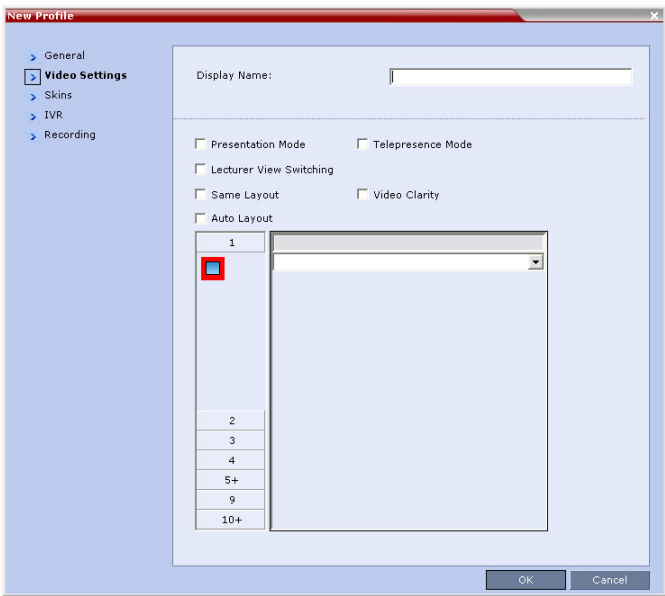 New Profile
General
Video Settings
Skins
IVR
Recording
Display Name:
Presentation Mode Telepresence Mode
Lecturer View Switching
Same Layout Video Clarity
Auto Layout
1
2
3
4
5+
9
10+
OK Cancel